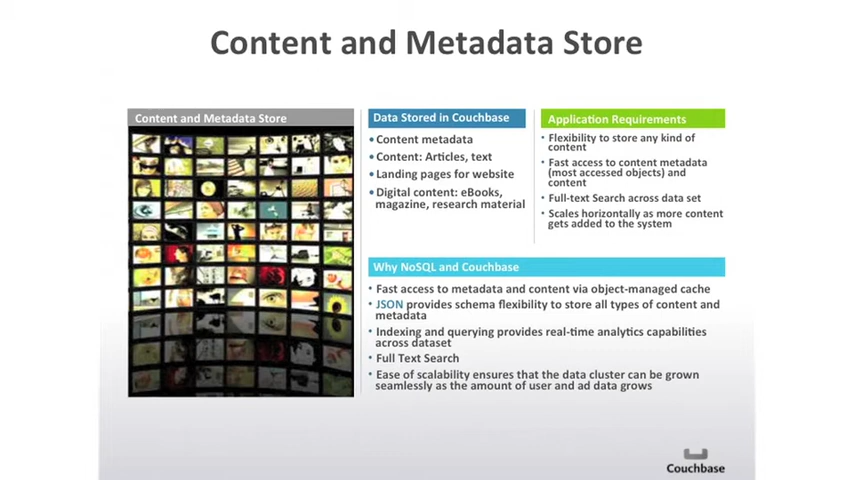 Content and Metadata Store
Content and Metadata Store
Data Stored in Couchbase
• Content metadata
• Content: Articles, text
• Landing pages for website
• Digital content: eBooks,
magazine, research material
Application Requirements
• Flexibility to store any kind of
content
• Fast access to content metadata
(most accessed objects) and
content
• Full-text Search across data set
• Scales horizontally as more content
gets added to the system
Why NoSQL and Couchbase
• Fast access to metadata and content via object-managed cache
• JSON provides schema flexibility to store all types of content and
metadata
• Indexing and querying provides real-time analytics capabilities
across dataset
• Full Text Search
• Ease of scalability ensures that the data cluster can be grown
seamlessly as the amount of user and ad data grows
Couchbase